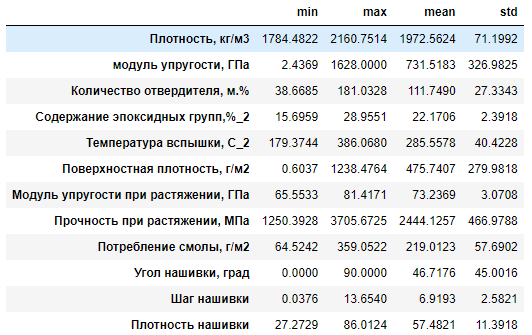 min max mean std
Плотность, кг/м3 1784.4822 2160.7514 1972.5624 71.1992
модуль упругости, ГПа 2.4369 1628.0000 731.5183 326.9825
Количество отвердителя, м.% 38.6685 181.0328 111.7490 27.3343
Содержание эпоксидных групп,%_2 15.6959 28.9551 22.1706 2.3918
Температура вспышки, С_2 179.3744 386.0680 285.5578 40.4228
Поверхностная плотность, г/м2 0.6037 1238.4764 475.7407 279.9818
Модуль упругости при растяжении, ГПа 65.5533 81.4171 73.2369 3.0708
Прочность при растяжении, МПа 1250.3928 3705.6725 2444.1257 466.9788
Потребление смолы, г/м2 64.5242 359.0522 219.0123 57.6902
Угол нашивки, град 0.0000 90.0000 46.7176 45.0016
Шаг нашивки 0.0376 13.6540 6.9193 2.5821
Плотность нашивки 27.2729 86.0124 57.4821 11.3918